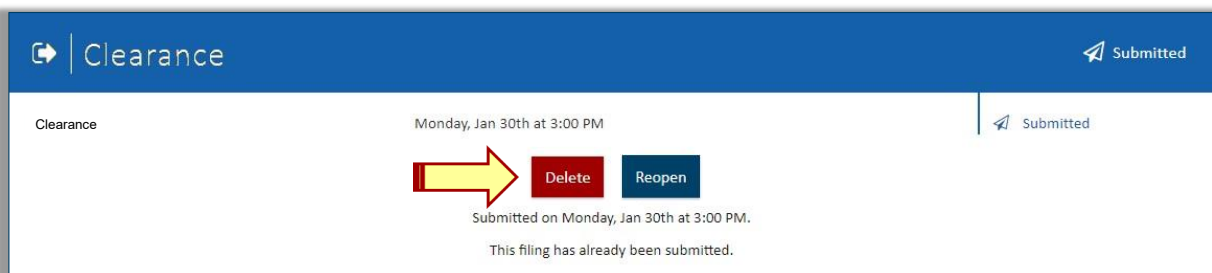 Clearance
Submitted
Clearance
Monday, Jan 30th at 3:00 PM
Submitted
Delete
Reopen
Submitted on Monday, Jan 30th at 3:00 PM.
This filing has already been submitted.